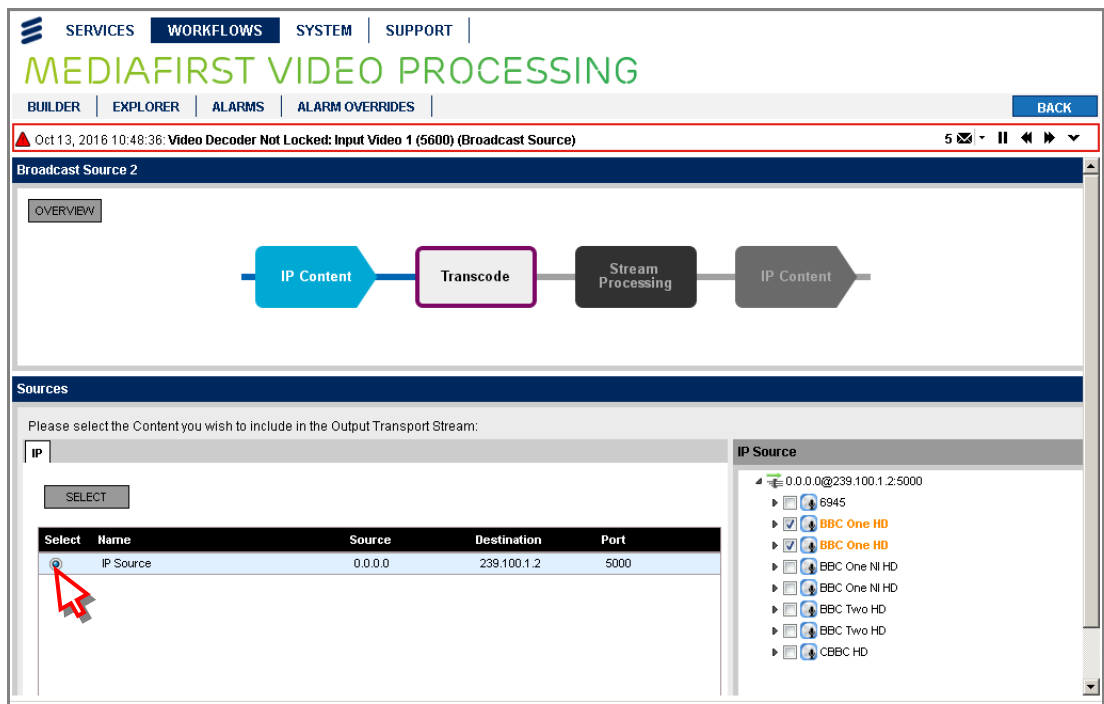 SERVICES WORKFLOWS SYSTEM SUPPORT
MEDIAFIRST VIDEO PROCESSING
BUILDER EXPLORER ALARMS ALARM OVERRIDES BACK
Oct 13, 2016 10:48:36: Video Decoder Not Locked: Input Video 1 (5600) (Broadcast Source) 5
Broadcast Source 2
OVERVIEW
IP Content
Transcode
Stream
Processing
IP Content
Sources
Please select the Content you wish to include in the Output Transport Stream:
IP
SELECT
Select Name Source Destination Port
IP Source 0.0.0.0 239.100.1.2 5000
IP Source
0.0.0.0@239.100.1.2:5000
6945
BBC One HD
BBC One HD
BBC One NI HD
BBC One NI HD
BBC Two HD
BBC Two HD
CBBC HD